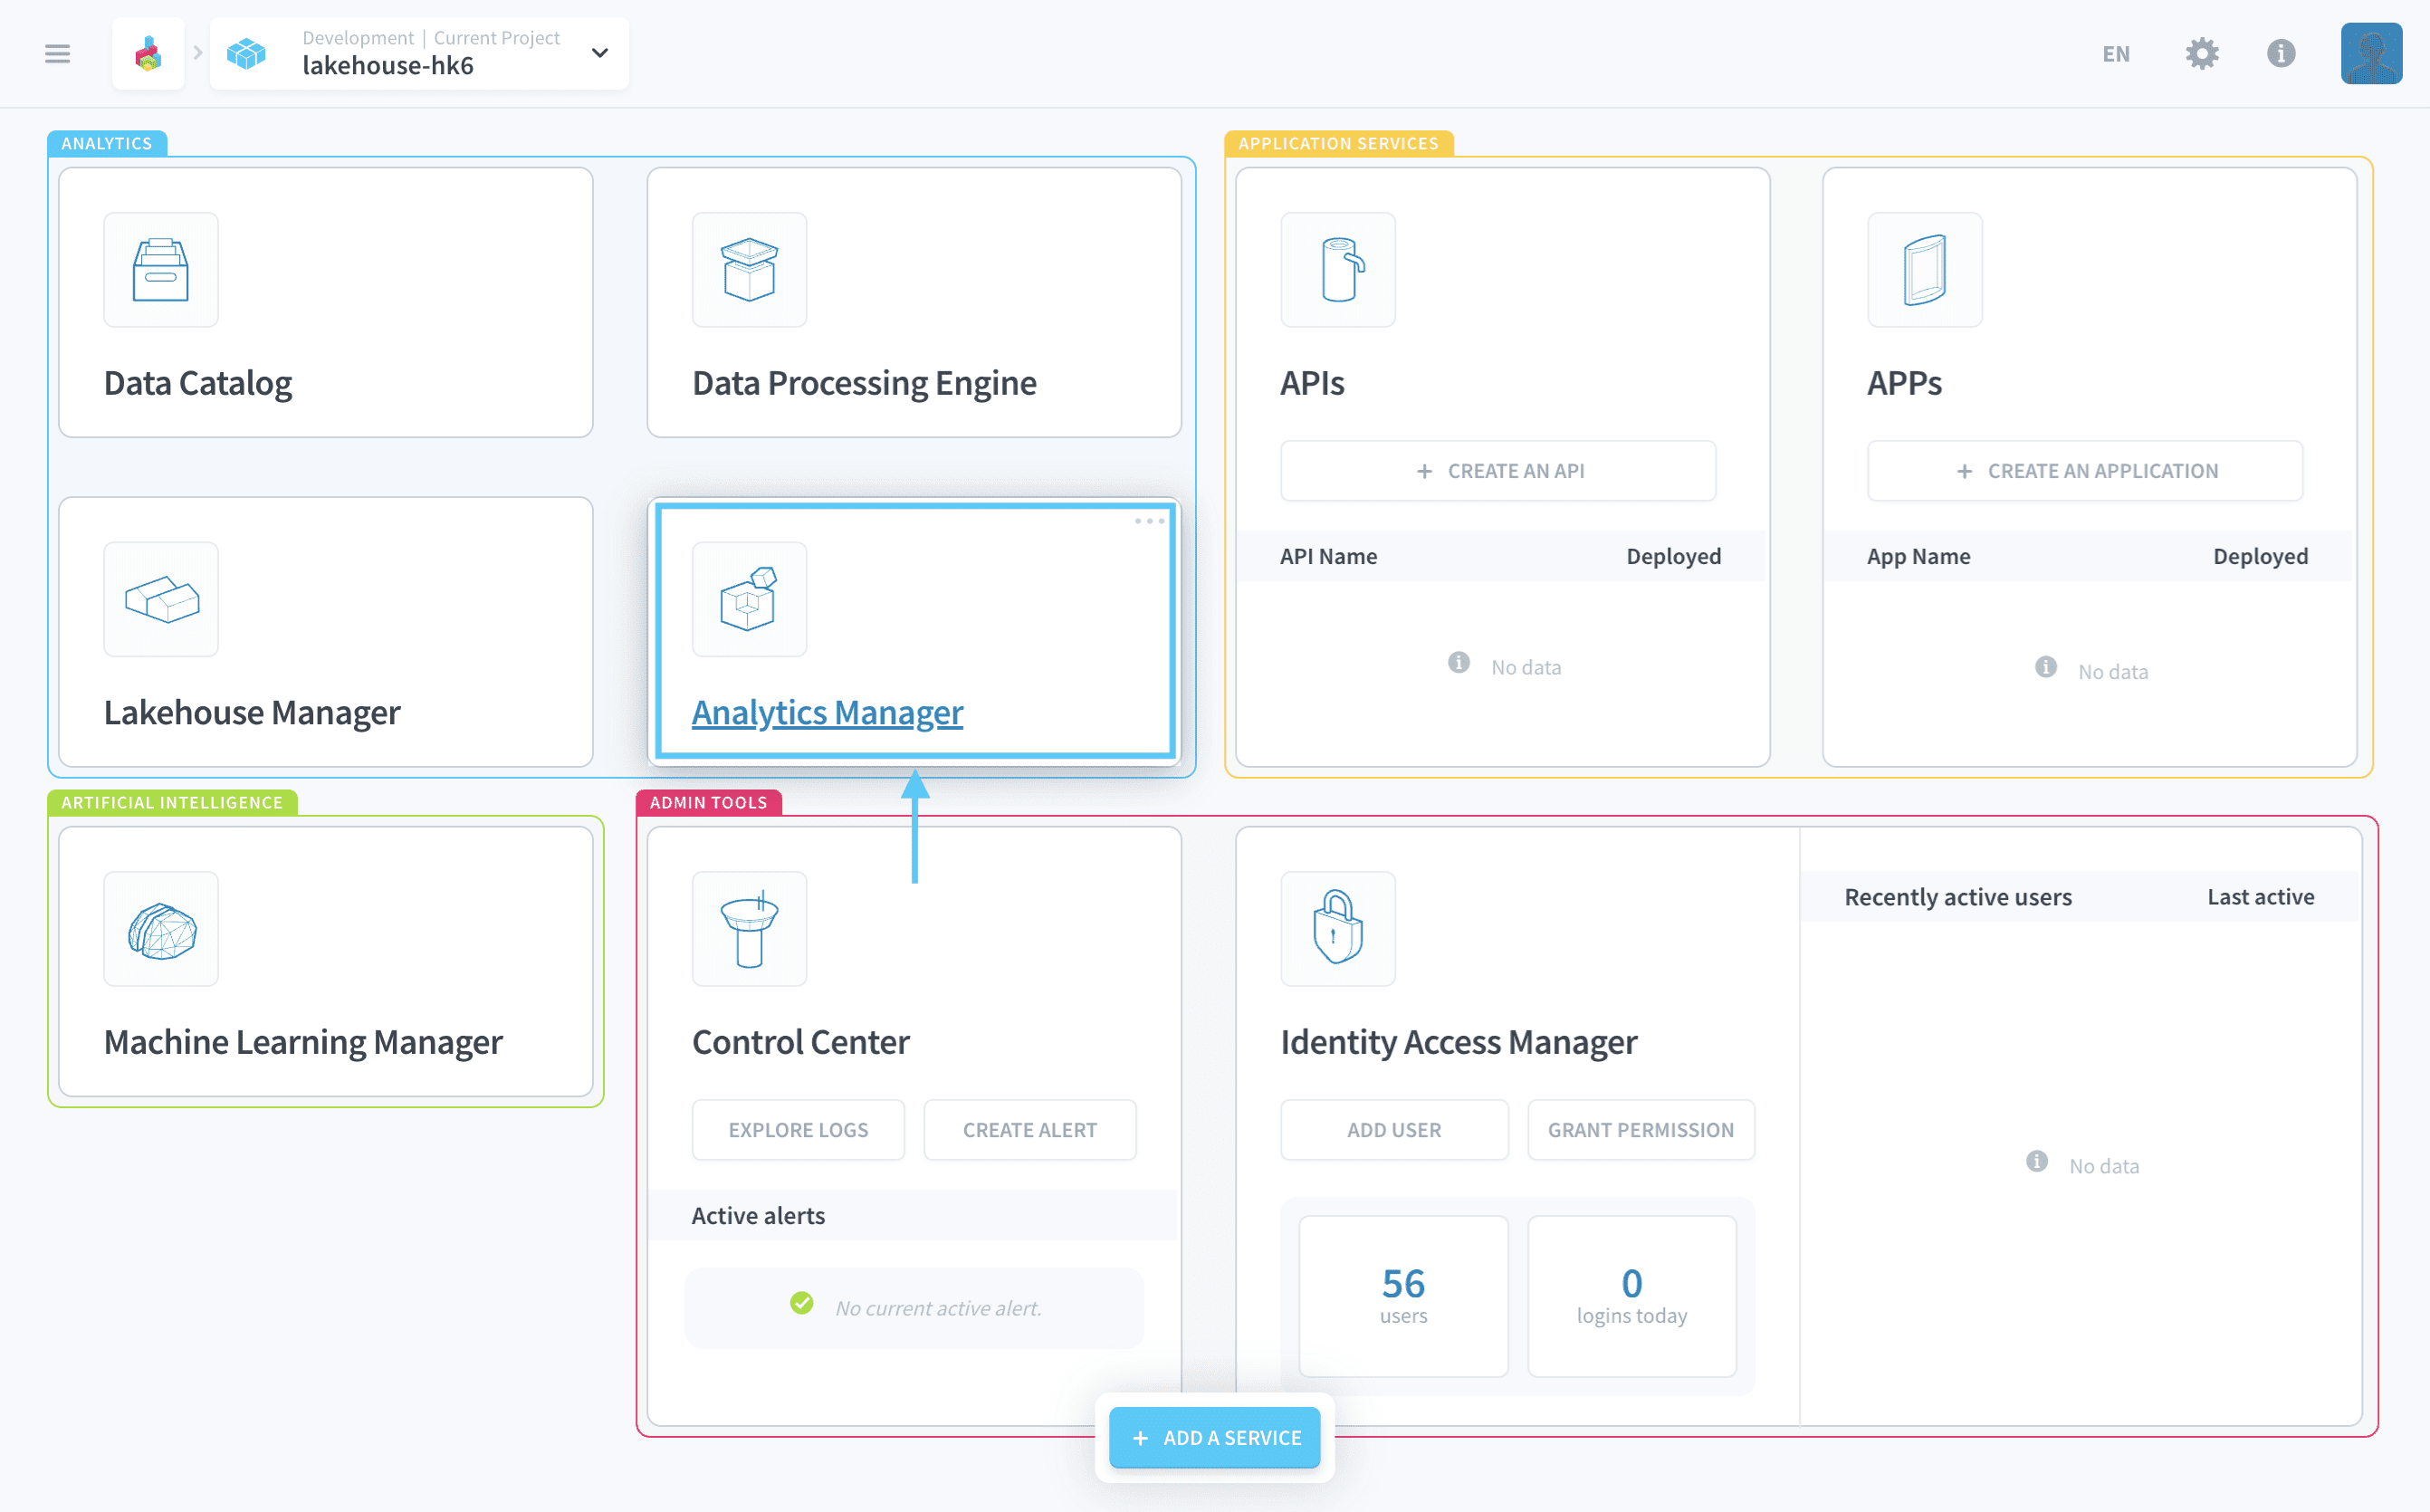 Development | Current Project
lakehouse-hk6
EN
ANALYTICS
Data Catalog
Data Processing Engine
Lakehouse Manager
Analytics Manager
APPLICATION SERVICES
APIs
+ CREATE AN API
API Name Deployed
No data
APPs
+ CREATE AN APPLICATION
App Name Deployed
No data
ARTIFICIAL INTELLIGENCE
Machine Learning Manager
ADMIN TOOLS
Control Center
EXPLORE LOGS
CREATE ALERT
Active alerts
No current active alert.
Identity Access Manager
ADD USER
GRANT PERMISSION
56
users
0
logins today
Recently active users Last active
No data
+ ADD A SERVICE